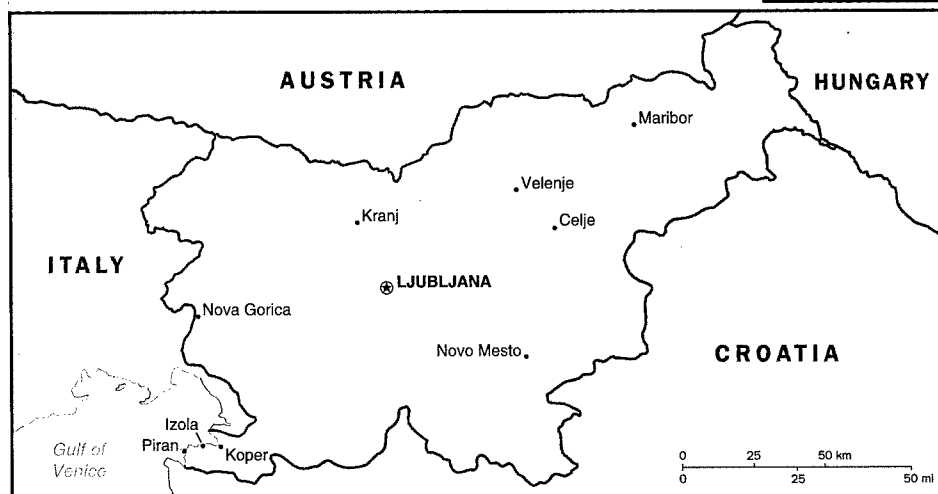 AUSTRIA
HUNGARY
Maribor
Velenje
Kranj
Celje
ITALY
LJUBLJANA
Nova Gorica
Novo Mesto
CROATIA
Izola
Gulf of
Venice
Piran
Koper
0 25 50 km
0 25 50 mi